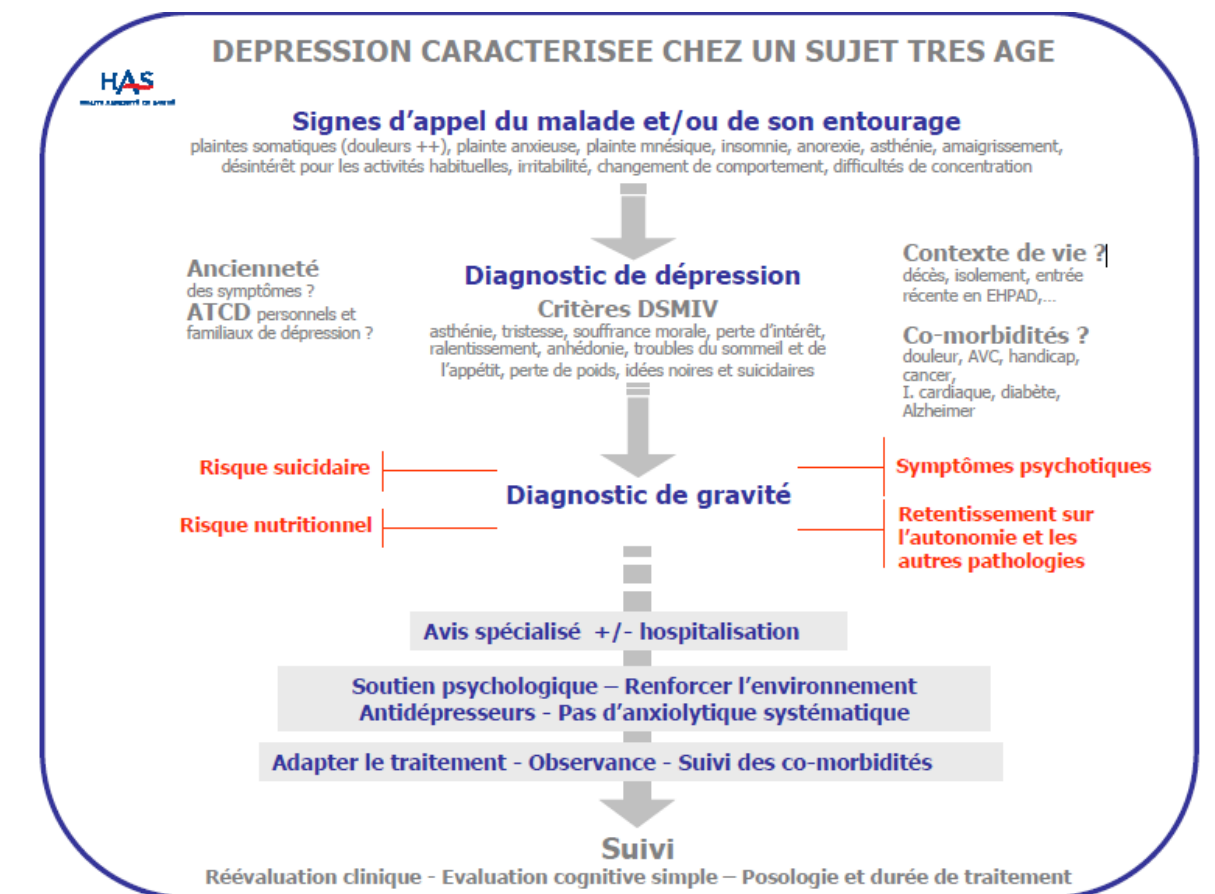 DEPRESSION CARACTERISEE CHEZ UN SUJET TRES AGE
HAS
HAUTE AUTORITÉ DE SANTÉ
Signes d'appel du malade et/ou de son entourage
plaintes somatiques (douleurs ++), plainte anxieuse, plainte mnésique, insomnie, anorexie, asthénie, amaigrissement,
désintérêt pour les activités habituelles, irritabilité, changement de comportement, difficultés de concentration
Ancienneté
des symptômes ?
ATCD personnels et
familiaux de dépression ?
Diagnostic de dépression
Critères DSMIV
asthénie, tristesse, souffrance morale, perte d'intérêt,
ralentissement, anhédonie, troubles du sommeil et de
l'appétit, perte de poids, idées noires et suicidaires
Contexte de vie ?
décès, isolement, entrée
récente en EHPAD,...
Co-morbidités ?
douleur, AVC, handicap,
cancer,
I. cardiaque, diabète,
Alzheimer
Risque suicidaire
Risque nutritionnel
Diagnostic de gravité
Symptômes psychotiques
Retentissement sur
l'autonomie et les
autres pathologies
Avis spécialisé +/- hospitalisation
Soutien psychologique – Renforcer l'environnement
Antidépresseurs - Pas d'anxiolytique systématique
Adapter le traitement - Observance - Suivi des co-morbidités
Suivi
Réévaluation clinique - Evaluation cognitive simple – Posologie et durée de traitement